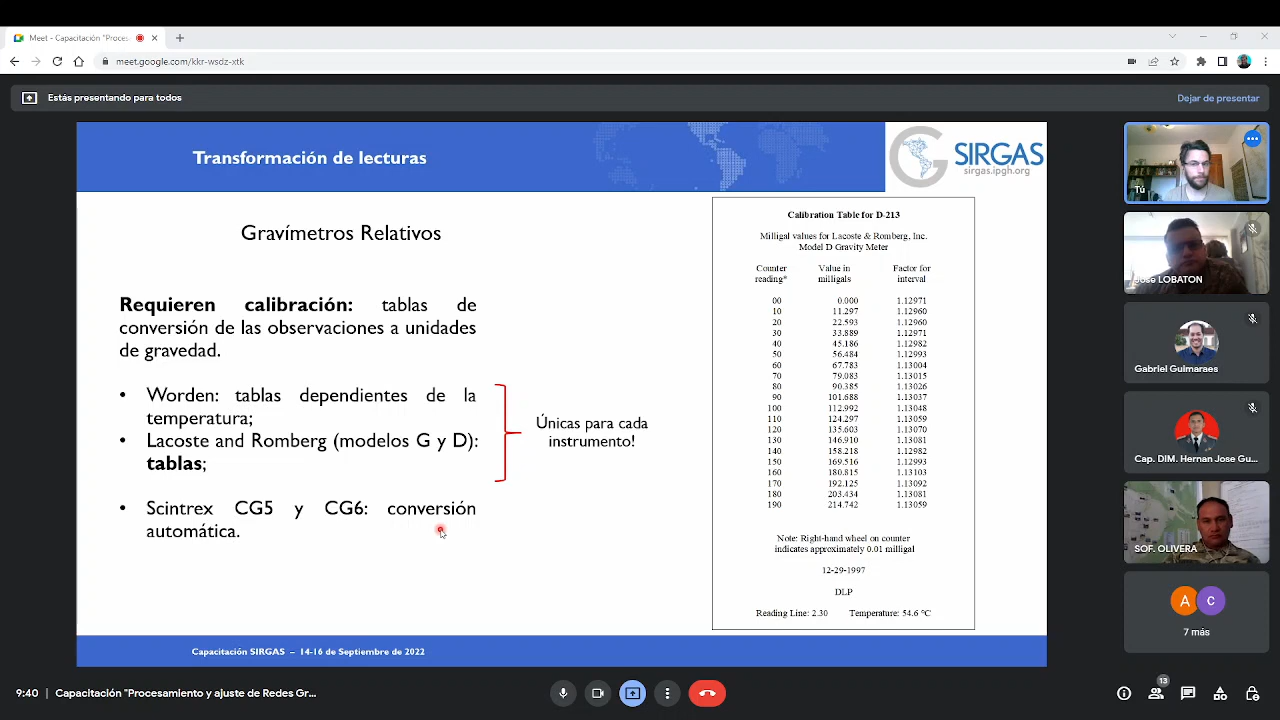 Meet - Capacitación "Proces
meet.google.com/kkr-wsdz-xtk
Estás presentando para todos
Dejar de presentar
Transformación de lecturas
SIRGAS
sirgas.ipgh.org
Gravímetros Relativos
Requieren calibración: tablas de
conversión de las observaciones a unidades
de gravedad.
• Worden: tablas dependientes de la
temperatura;
• Lacoste and Romberg (modelos G y D):
tablas;
Únicas para cada
instrumento!
• Scintrex CG5 y CG6: conversión
automática.
Calibration Table for D-213
Milligal values for Lacoste & Romberg, Inc.
Model D Gravity Meter
Counter reading* Value in milligals Factor for interval
00 0.000 1.12971
10 11.297 1.12960
20 22.593 1.12960
30 33.889 1.12971
40 45.186 1.12982
50 56.484 1.12993
60 67.783 1.13004
70 79.083 1.13015
80 90.385 1.13026
90 101.688 1.13037
100 112.992 1.13048
110 124.297 1.13059
120 135.603 1.13070
130 146.910 1.13081
140 158.218 1.12982
150 169.516 1.12993
160 180.815 1.13103
170 192.125 1.13092
180 203.434 1.13081
190 214.742 1.13059
Note: Right-hand wheel on counter
indicates approximately 0.01 milligal
12-29-1997
DLP
Reading Line: 2.30 Temperature: 54.6 °C
Capacitación SIRGAS – 14-16 de Septiembre de 2022
Tú
Jose LOBATON
Gabriel Guimaraes
Cap. DIM. Hernan Jose Gu...
SOF. OLIVERA
A C
7 más
9:40 | Capacitación "Procesamiento y ajuste de Redes Gr...
13